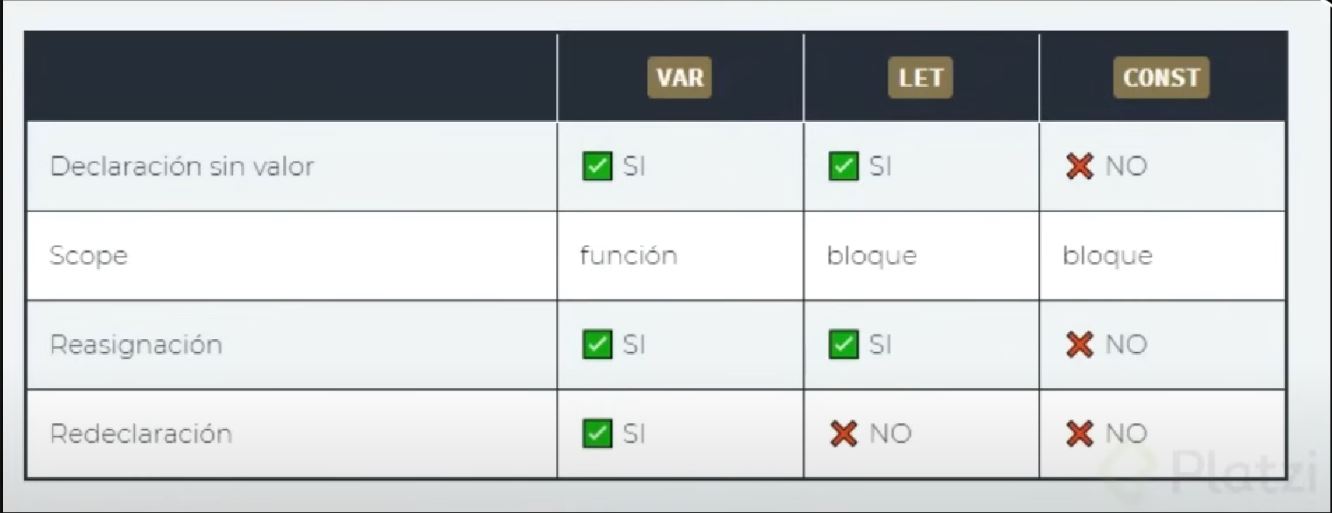 VAR LET CONST
Declaración sin valor SI SI NO
Scope función bloque bloque
Reasignación SI SI NO
Redeclaración SI NO NO
Platzi